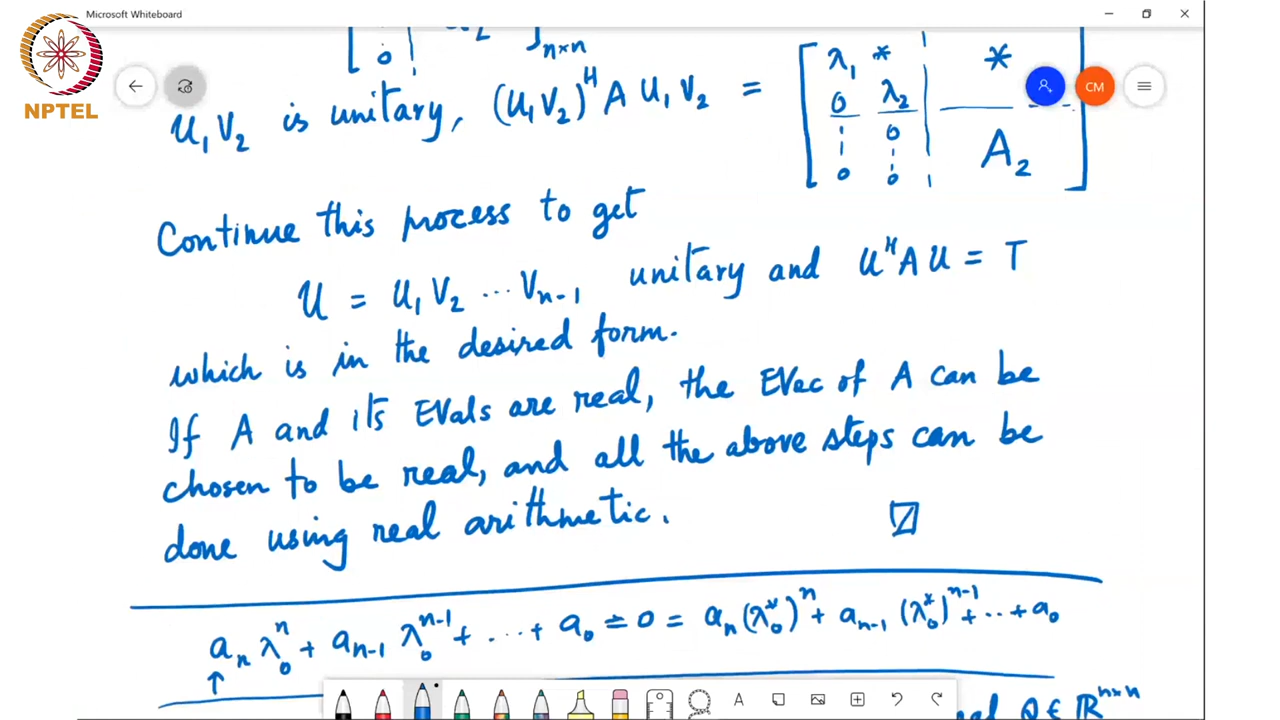 Microsoft Whiteboard
NPTEL
CM
U₁V₂ is unitary, (U₁V₂)ᴴ A U₁V₂ = [λ₁ * | * ; 0 λ₂ | ; ⋮ 0 | A₂ ; 0 0 | ]
0 ]n×n
Continue this process to get
U = U₁V₂ ⋯ Vₙ₋₁ unitary and UᴴAU = T
which is in the desired form.
If A and its EVals are real, the EVec of A can be
chosen to be real, and all the above steps can be
done using real arithmetic.
aₙλ₀ⁿ + aₙ₋₁λ₀ⁿ⁻¹ + ⋯ + a₀ = 0 = aₙ(λ₀*)ⁿ + aₙ₋₁(λ₀*)ⁿ⁻¹ + ⋯ + a₀
Q ∈ ℝⁿˣⁿ
A